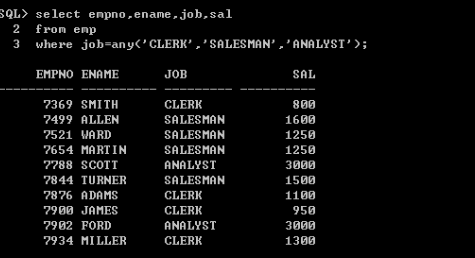 SQL> select empno,ename,job,sal
  2  from emp
  3  where job=any('CLERK','SALESMAN','ANALYST');
     EMPNO ENAME      JOB              SAL
---------- ---------- --------- ----------
      7369 SMITH      CLERK            800
      7499 ALLEN      SALESMAN        1600
      7521 WARD       SALESMAN        1250
      7654 MARTIN     SALESMAN        1250
      7788 SCOTT      ANALYST         3000
      7844 TURNER     SALESMAN        1500
      7876 ADAMS      CLERK           1100
      7900 JAMES      CLERK            950
      7902 FORD       ANALYST         3000
      7934 MILLER     CLERK           1300